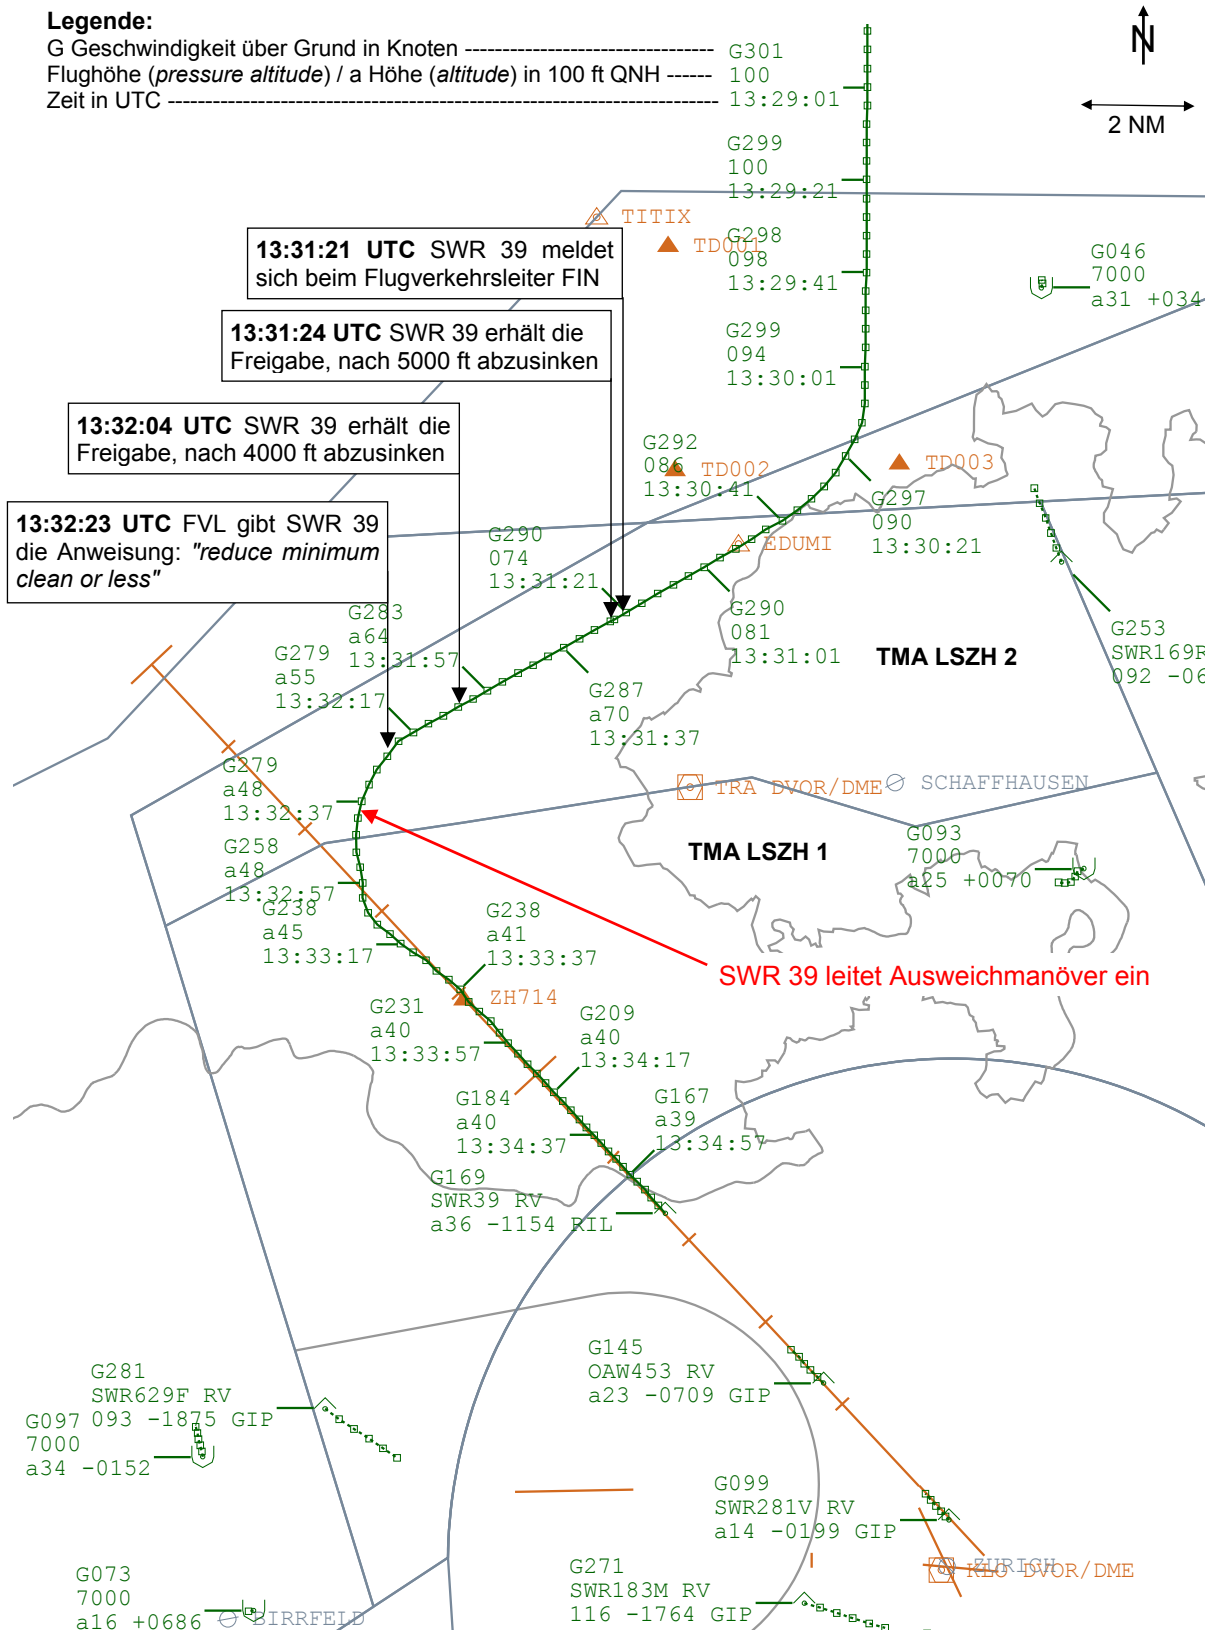 Legende:
G Geschwindigkeit über Grund in Knoten ---------------------------------
Flughöhe (pressure altitude) / a Höhe (altitude) in 100 ft QNH ------
Zeit in UTC -------------------------------------------------------------------------
G301
100
13:29:01
N
2 NM
G299
100
13:29:21
TITIX
TD001
G298
098
13:29:41
13:31:21 UTC SWR 39 meldet
sich beim Flugverkehrsleiter FIN
G046
7000
a31 +034
13:31:24 UTC SWR 39 erhält die
Freigabe, nach 5000 ft abzusinken
G299
094
13:30:01
13:32:04 UTC SWR 39 erhält die
Freigabe, nach 4000 ft abzusinken
G292
086
13:30:41
TD002
TD003
G297
090
13:30:21
13:32:23 UTC FVL gibt SWR 39
die Anweisung: "reduce minimum
clean or less"
G290
074
13:31:21
EDUMI
G290
081
13:31:01
G283
a64
13:31:57
G253
SWR169R
092 -06
TMA LSZH 2
G279
a55
13:32:17
G287
a70
13:31:37
G279
a48
13:32:37
TRA DVOR/DME
SCHAFFHAUSEN
G258
a48
13:32:57
TMA LSZH 1
G093
7000
a25 +0070
G238
a45
13:33:17
G238
a41
13:33:37
SWR 39 leitet Ausweichmanöver ein
ZH714
G231
a40
13:33:57
G209
a40
13:34:17
G184
a40
13:34:37
G167
a39
13:34:57
G169
SWR39 RV
a36 -1154 RIL
G145
OAW453 RV
a23 -0709 GIP
G281
SWR629F RV
093 -1875 GIP
G097
7000
a34 -0152
G099
SWR281V RV
a14 -0199 GIP
ZURICH
KLO DVOR/DME
G073
7000
a16 +0686
BIRRFELD
G271
SWR183M RV
116 -1764 GIP